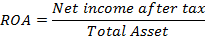 ROA = Net income after tax / Total Asset